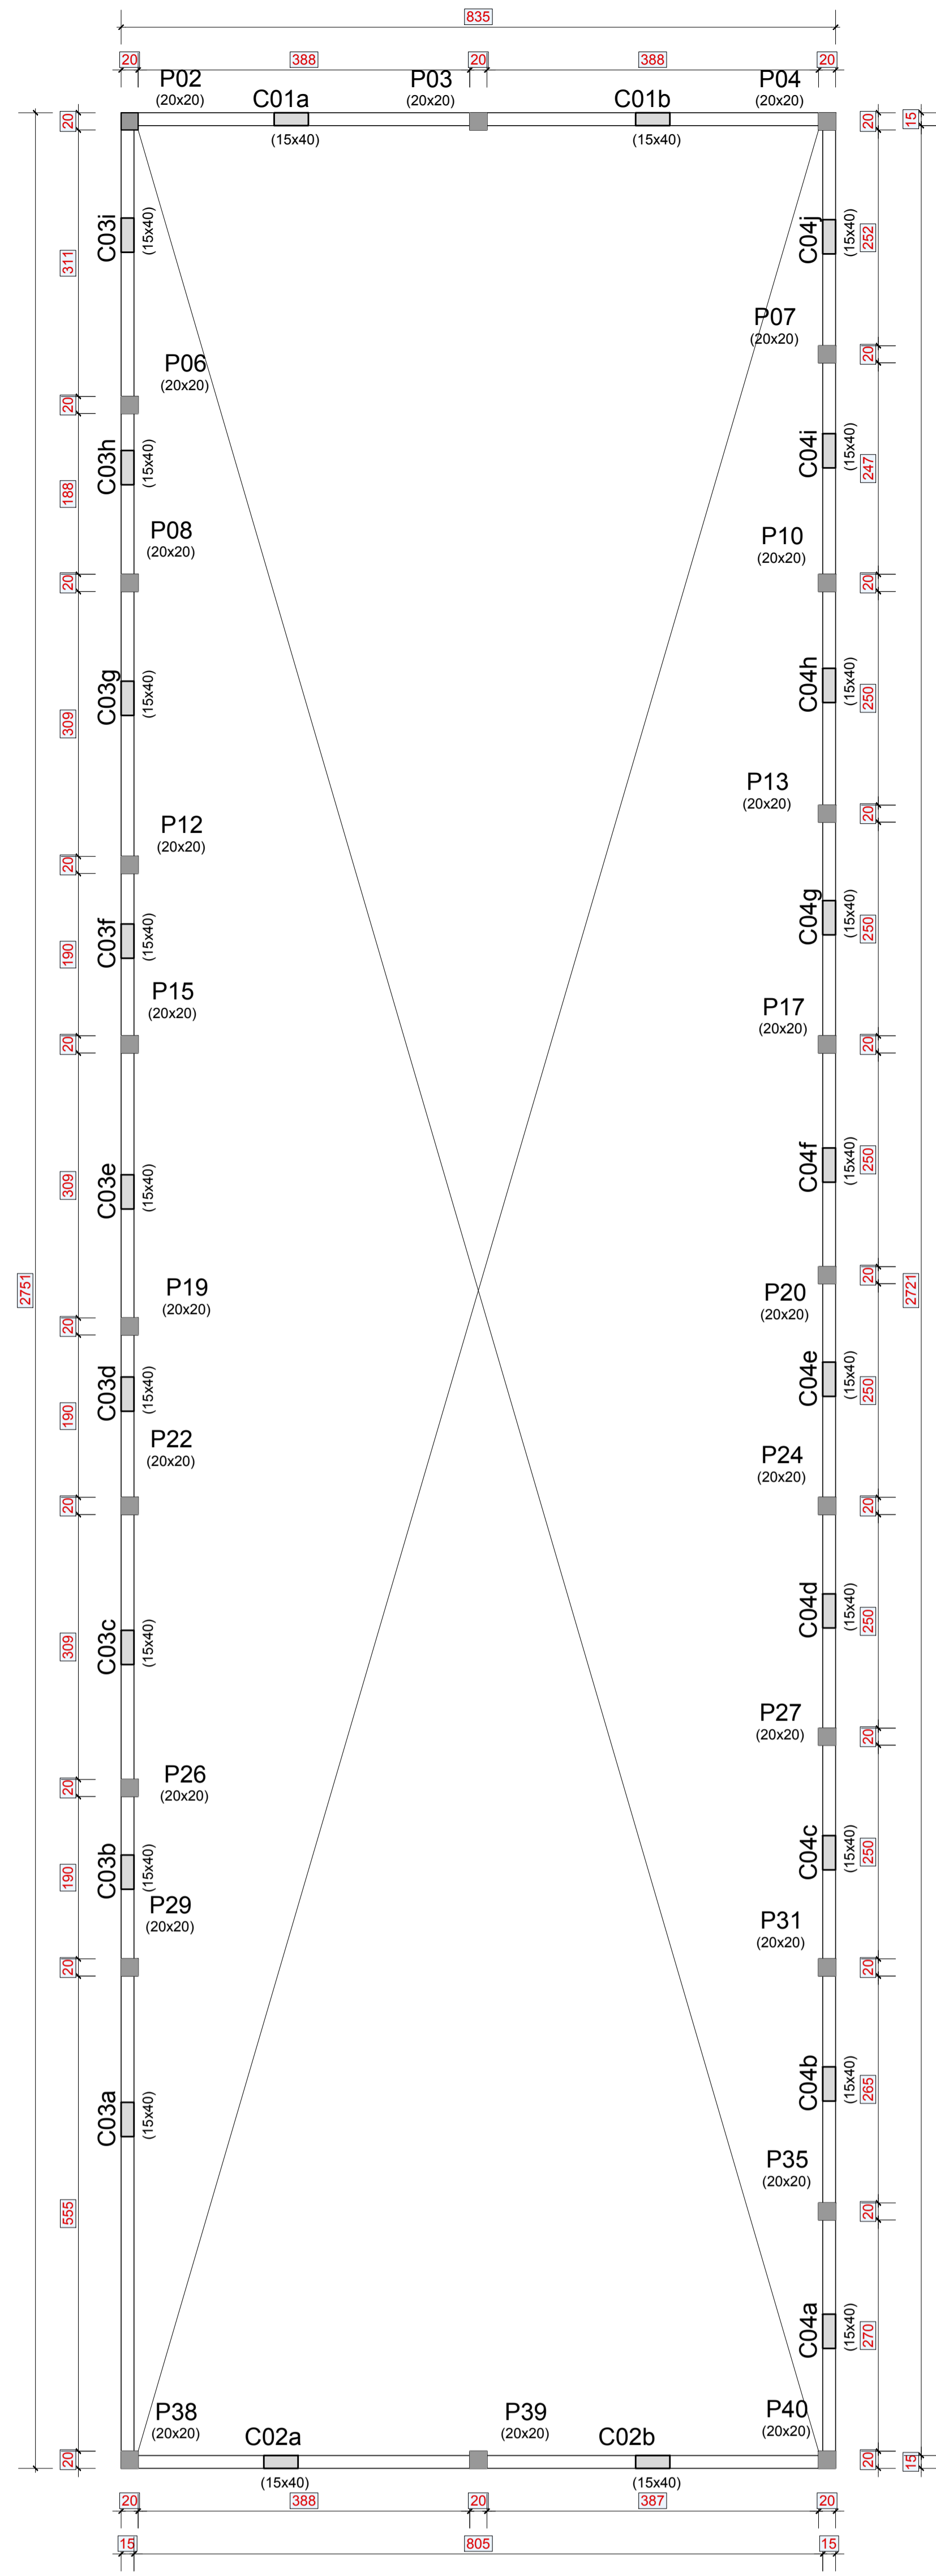 835
20
388
20
388
20
P02
(20x20)
C01a
(15x40)
P03
(20x20)
C01b
(15x40)
P04
(20x20)
20
20
15
C03i
(15x40)
311
C04j
(15x40)
252
P07
(20x20)
20
P06
(20x20)
20
C03h
(15x40)
188
C04i
(15x40)
247
P08
(20x20)
20
P10
(20x20)
20
C03g
(15x40)
309
C04h
(15x40)
250
P13
(20x20)
20
P12
(20x20)
20
C03f
(15x40)
190
C04g
(15x40)
250
P15
(20x20)
20
P17
(20x20)
20
C03e
(15x40)
309
C04f
(15x40)
250
2751
2721
P19
(20x20)
20
P20
(20x20)
20
C03d
(15x40)
190
C04e
(15x40)
250
P22
(20x20)
20
P24
(20x20)
20
C03c
(15x40)
309
C04d
(15x40)
250
P27
(20x20)
20
P26
(20x20)
20
C03b
(15x40)
190
C04c
(15x40)
250
P29
(20x20)
20
P31
(20x20)
20
C03a
(15x40)
555
C04b
(15x40)
265
P35
(20x20)
20
C04a
(15x40)
270
P38
(20x20)
C02a
(15x40)
P39
(20x20)
C02b
(15x40)
P40
(20x20)
20
20
15
20
388
20
387
20
15
805
15